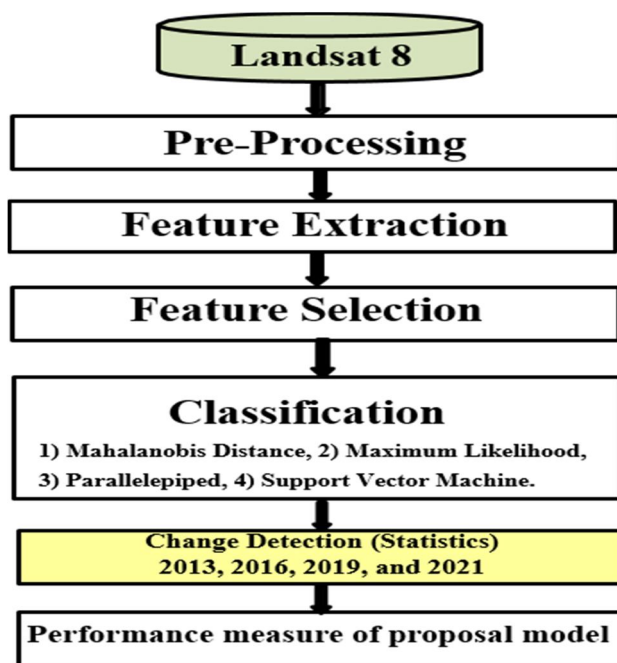 Landsat 8
Pre-Processing
Feature Extraction
Feature Selection
Classification
1) Mahalanobis Distance, 2) Maximum Likelihood,
3) Parallelepiped, 4) Support Vector Machine.
Change Detection (Statistics)
2013, 2016, 2019, and 2021
Performance measure of proposal model